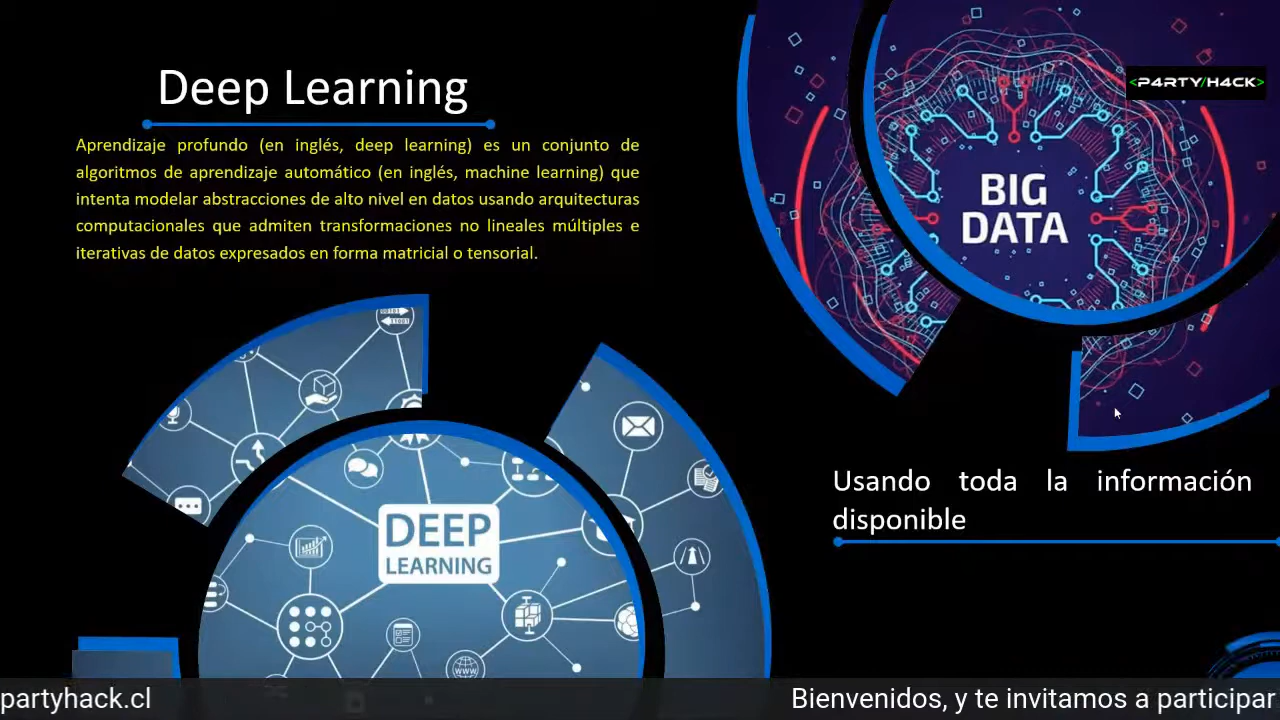 Deep Learning
Aprendizaje profundo (en inglés, deep learning) es un conjunto de
algoritmos de aprendizaje automático (en inglés, machine learning) que
intenta modelar abstracciones de alto nivel en datos usando arquitecturas
computacionales que admiten transformaciones no lineales múltiples e
iterativas de datos expresados en forma matricial o tensorial.
<P4RTY/H4CK>
BIG
DATA
Usando toda la información
disponible
DEEP
LEARNING
WWW
partyhack.cl
Bienvenidos, y te invitamos a participar